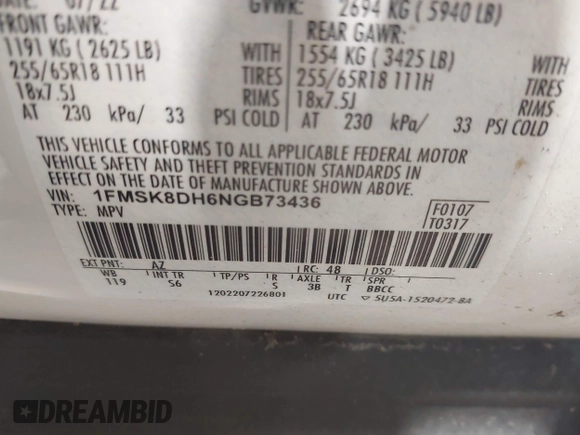 DATE: 07/22 GVWR: 2694 KG ( 5940 LB)
FRONT GAWR: REAR GAWR:
1191 KG ( 2625 LB) WITH 1554 KG ( 3425 LB) WITH
255/65R18 111H TIRES 255/65R18 111H TIRES
18x7.5J RIMS 18x7.5J RIMS
AT 230 kPa/ 33 PSI COLD AT 230 kPa/ 33 PSI COLD
THIS VEHICLE CONFORMS TO ALL APPLICABLE FEDERAL MOTOR
VEHICLE SAFETY AND THEFT PREVENTION STANDARDS IN
EFFECT ON THE DATE OF MANUFACTURE SHOWN ABOVE.
VIN: 1FMSK8DH6NGB73436
TYPE: MPV
F0107
T0317
EXT PNT: AZ RC: 48 DSO:
WB INT TR TP/PS R AXLE TR SPR
119 S6 S 3B T BBCC
120220722680I UTC ▽ SU5A-1520472-BA
DREAMBID